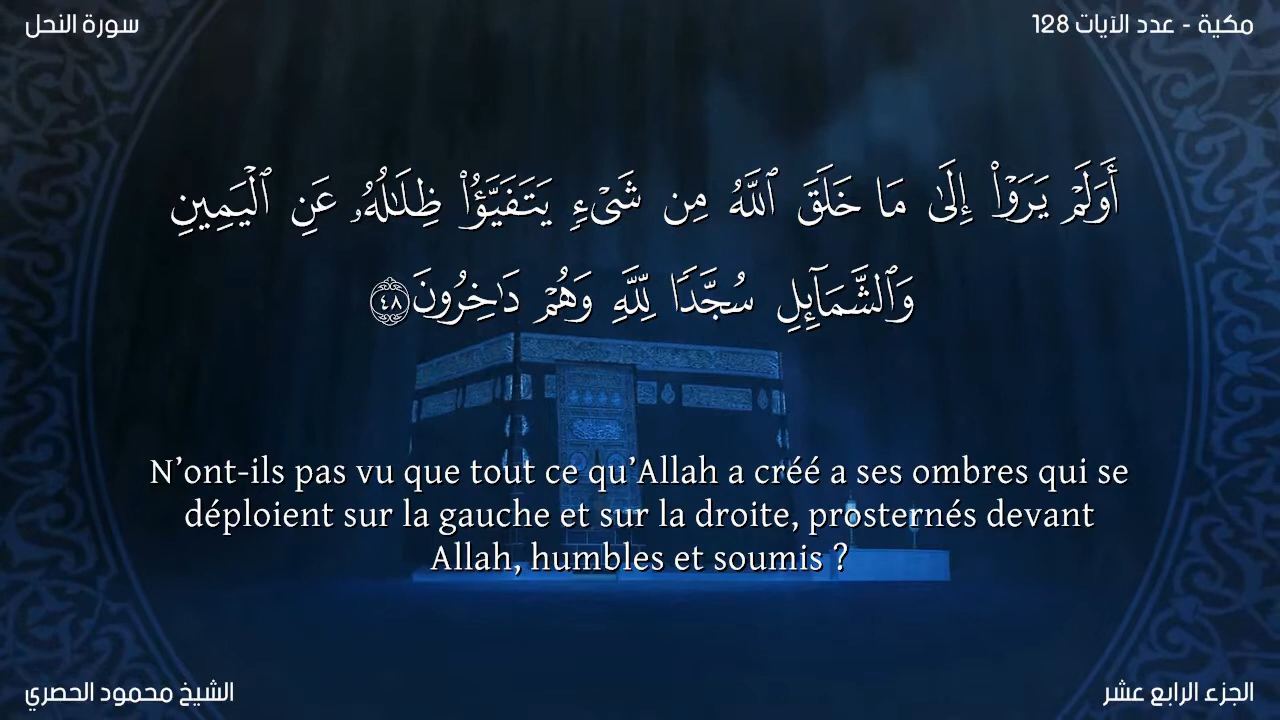 سورة النحل
مكية - عدد الآيات 128
أَوَلَمْ يَرَوْا۟ إِلَىٰ مَا خَلَقَ ٱللَّهُ مِن شَىْءٍ يَتَفَيَّؤُا۟ ظِلَـٰلُهُۥ عَنِ ٱلْيَمِينِ
وَٱلشَّمَآئِلِ سُجَّدًا لِّلَّهِ وَهُمْ دَٰخِرُونَ ٤٨
N’ont-ils pas vu que tout ce qu’Allah a créé a ses ombres qui se
déploient sur la gauche et sur la droite, prosternés devant
Allah, humbles et soumis ?
الشيخ محمود الحصري
الجزء الرابع عشر